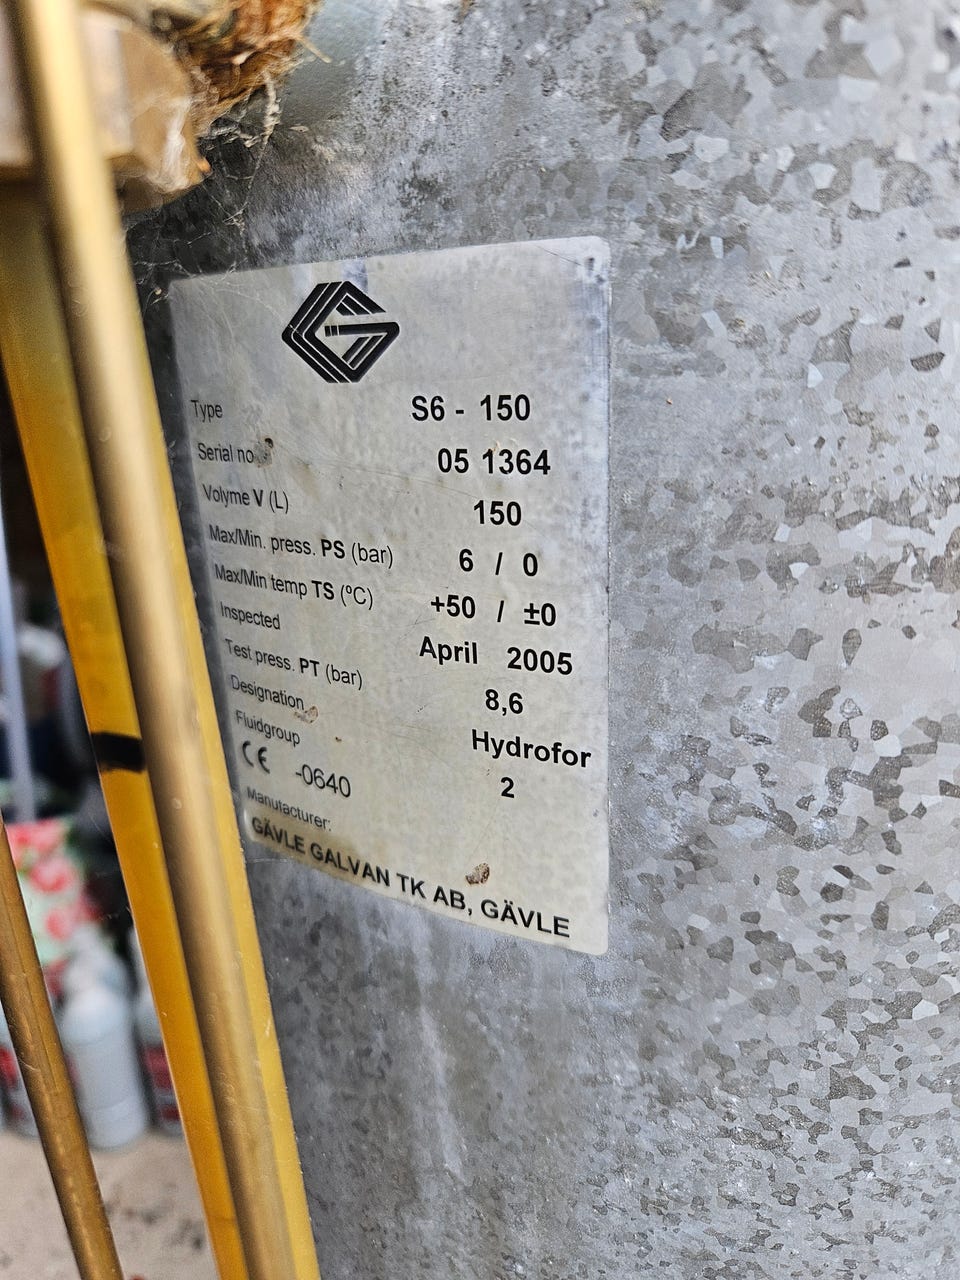 Type S6 - 150
Serial no 05 1364
Volyme V (L) 150
Max/Min. press. PS (bar) 6 / 0
Max/Min temp TS (ºC) +50 / ±0
Inspected April 2005
Test press. PT (bar) 8,6
Designation Hydrofor
Fluidgroup 2
CE -0640
Manufacturer:
GÄVLE GALVAN TK AB, GÄVLE